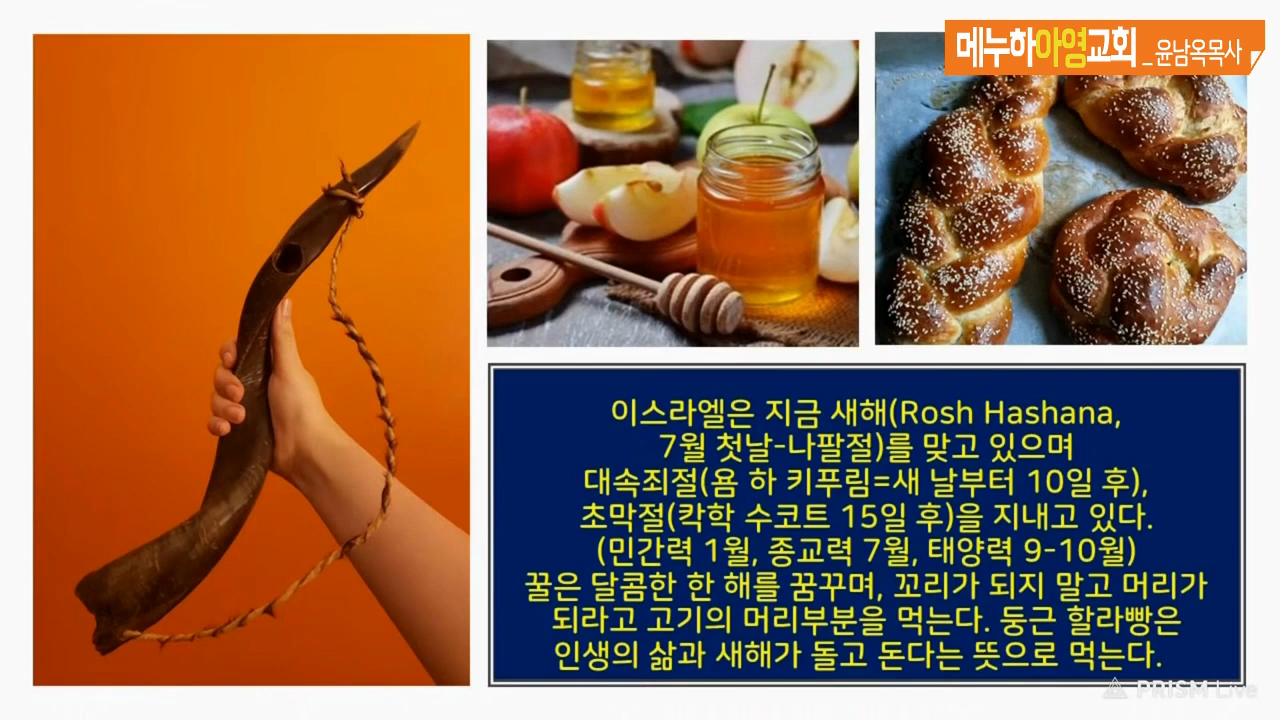 메누하아영교회 _ 윤남옥목사
이스라엘은 지금 새해(Rosh Hashana,
7월 첫날-나팔절)를 맞고 있으며
대속죄절(욤 하 키푸림=새 날부터 10일 후),
초막절(칵학 수코트 15일 후)을 지내고 있다.
(민간력 1월, 종교력 7월, 태양력 9-10월)
꿀은 달콤한 한 해를 꿈꾸며, 꼬리가 되지 말고 머리가
되라고 고기의 머리부분을 먹는다. 둥근 할라빵은
인생의 삶과 새해가 돌고 돈다는 뜻으로 먹는다.
PRISM Live